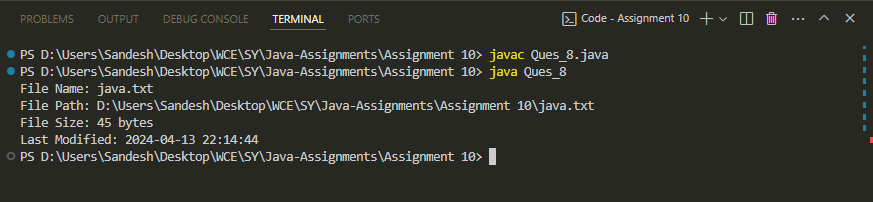 PROBLEMS OUTPUT DEBUG CONSOLE TERMINAL PORTS Code - Assignment 10
PS D:\Users\Sandesh\Desktop\WCE\SY\Java-Assignments\Assignment 10> javac Ques_8.java
PS D:\Users\Sandesh\Desktop\WCE\SY\Java-Assignments\Assignment 10> java Ques_8
File Name: java.txt
File Path: D:\Users\Sandesh\Desktop\WCE\SY\Java-Assignments\Assignment 10\java.txt
File Size: 45 bytes
Last Modified: 2024-04-13 22:14:44
PS D:\Users\Sandesh\Desktop\WCE\SY\Java-Assignments\Assignment 10>